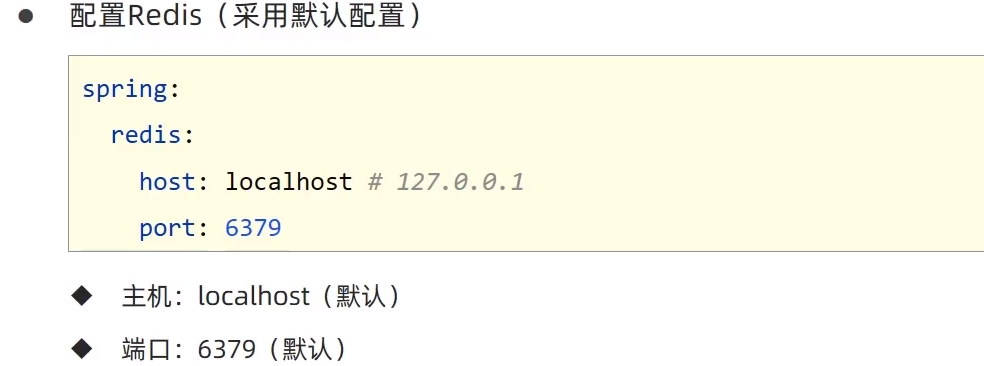 ● 配置Redis（采用默认配置）
spring:
  redis:
    host: localhost # 127.0.0.1
    port: 6379
◆ 主机：localhost（默认）
◆ 端口：6379（默认）